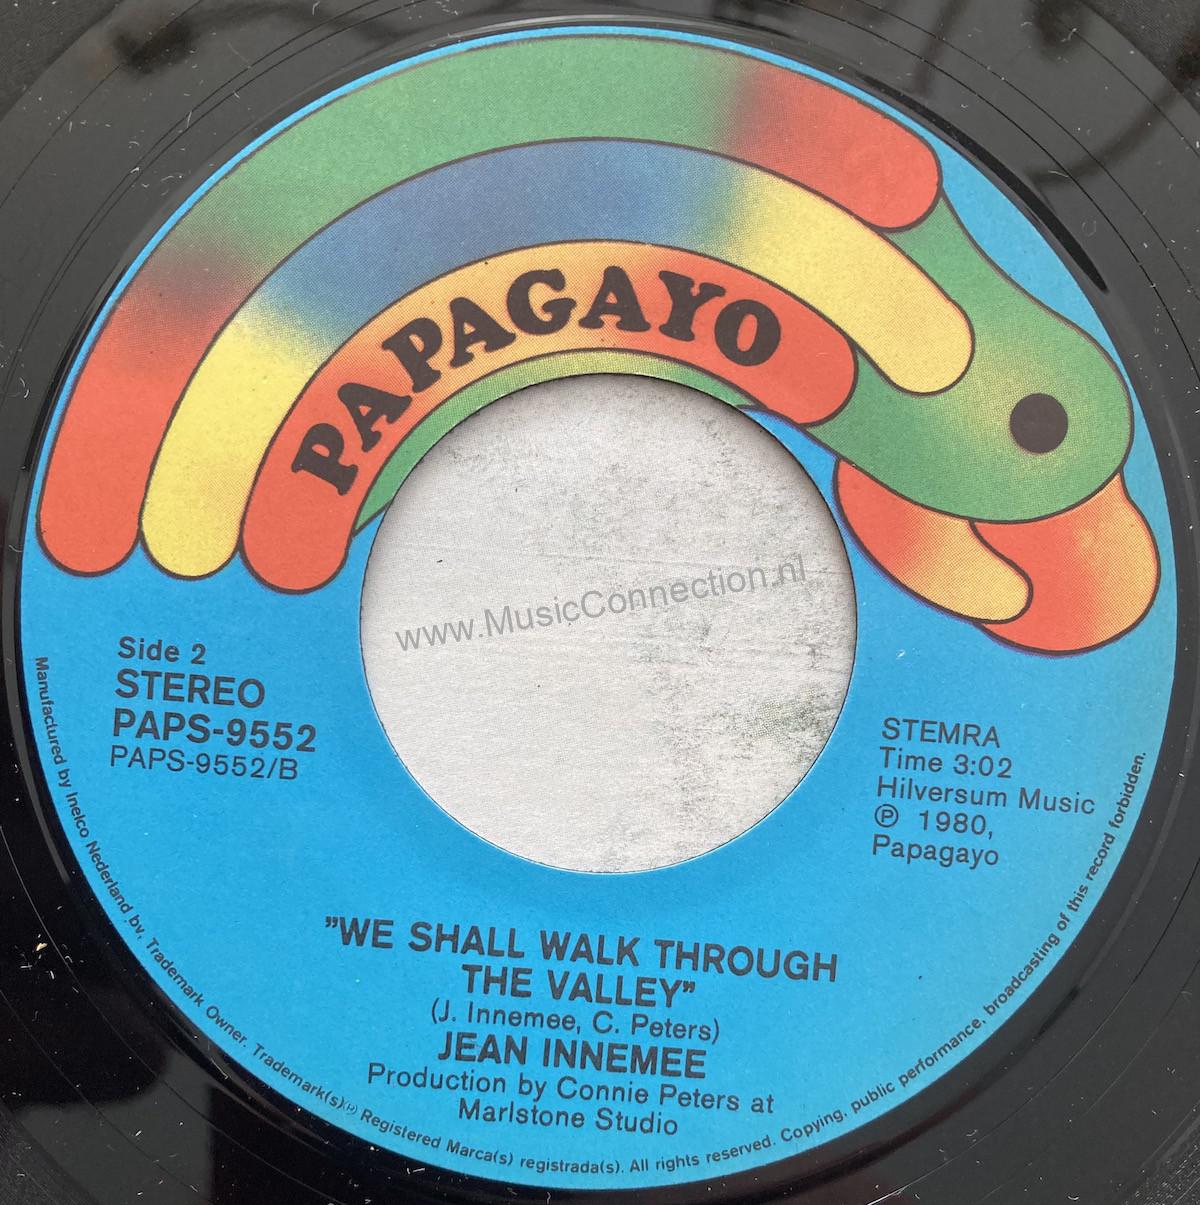 PAPAGAYO
www.MusicConnection.nl
Side 2
STEREO
PAPS-9552
PAPS-9552/B
STEMRA
Time 3:02
Hilversum Music
℗ 1980,
Papagayo
”WE SHALL WALK THROUGH
THE VALLEY”
(J. Innemee, C. Peters)
JEAN INNEMEE
Production by Connie Peters at
Marlstone Studio
Manufactured by Inelco Nederland bv. Trademark Owner. Trademark(s) Registered Marca(s) registrada(s). All rights reserved. Copying, public performance, broadcasting of this record forbidden.